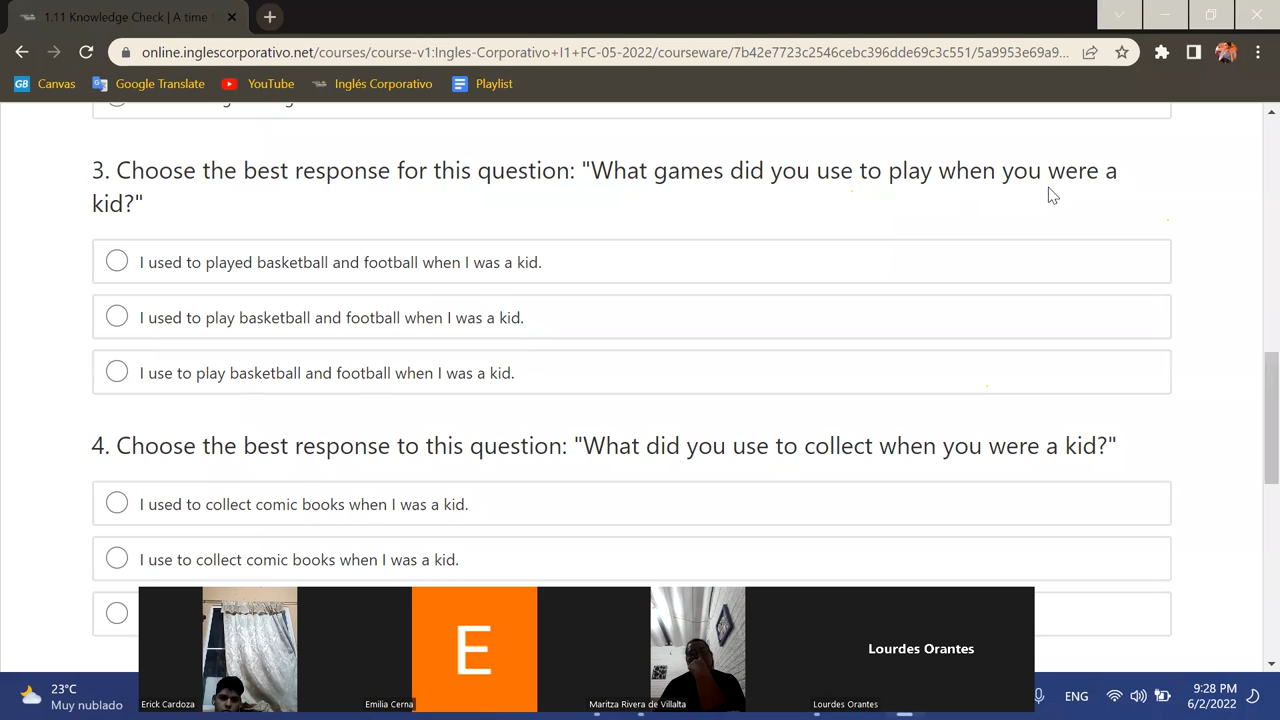 1.11 Knowledge Check | A time
online.inglescorporativo.net/courses/course-v1:Ingles-Corporativo+I1+FC-05-2022/courseware/7b42e7723c2546cebc396dde69c3c551/5a9953e69a9...
GB Canvas Google Translate YouTube Inglés Corporativo Playlist
3. Choose the best response for this question: "What games did you use to play when you were a
kid?"
I used to played basketball and football when I was a kid.
I used to play basketball and football when I was a kid.
I use to play basketball and football when I was a kid.
4. Choose the best response to this question: "What did you use to collect when you were a kid?"
I used to collect comic books when I was a kid.
I use to collect comic books when I was a kid.
E
Lourdes Orantes
Erick Cardoza Emilia Cerna Maritza Rivera de Villalta Lourdes Orantes
23°C
Muy nublado
ENG
9:28 PM
6/2/2022